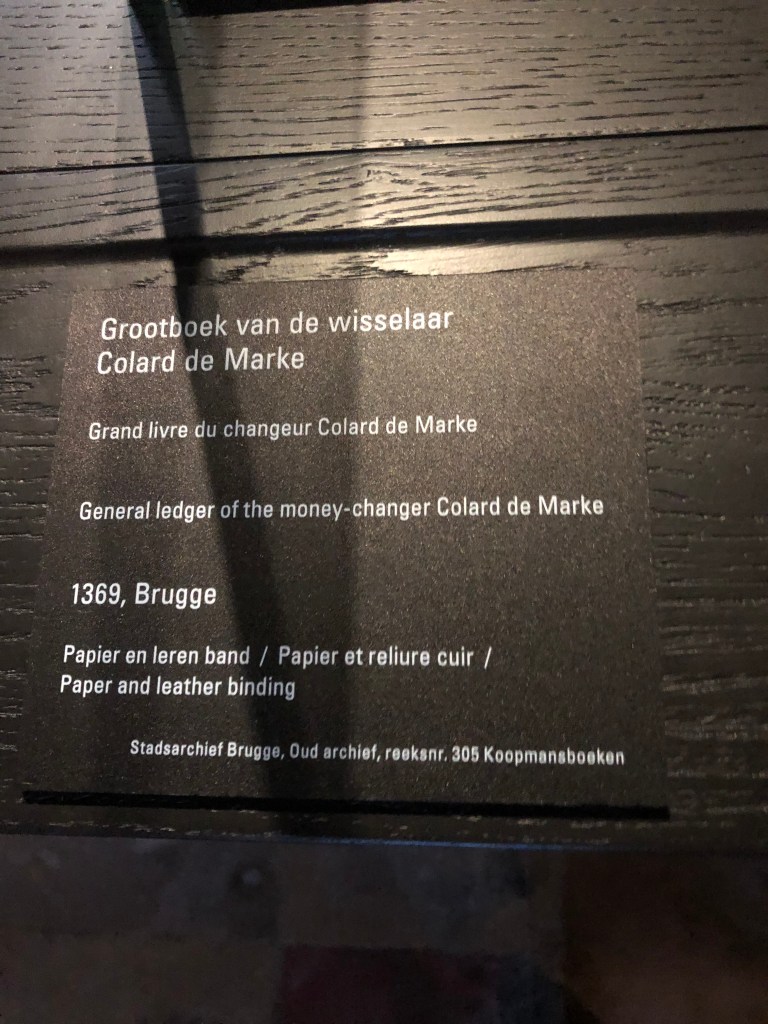 Grootboek van de wisselaar
Colard de Marke
Grand livre du changeur Colard de Marke
General ledger of the money-changer Colard de Marke
1369, Brugge
Papier en leren band / Papier et reliure cuir /
Paper and leather binding
Stadsarchief Brugge, Oud archief, reeksnr. 305 Koopmansboeken